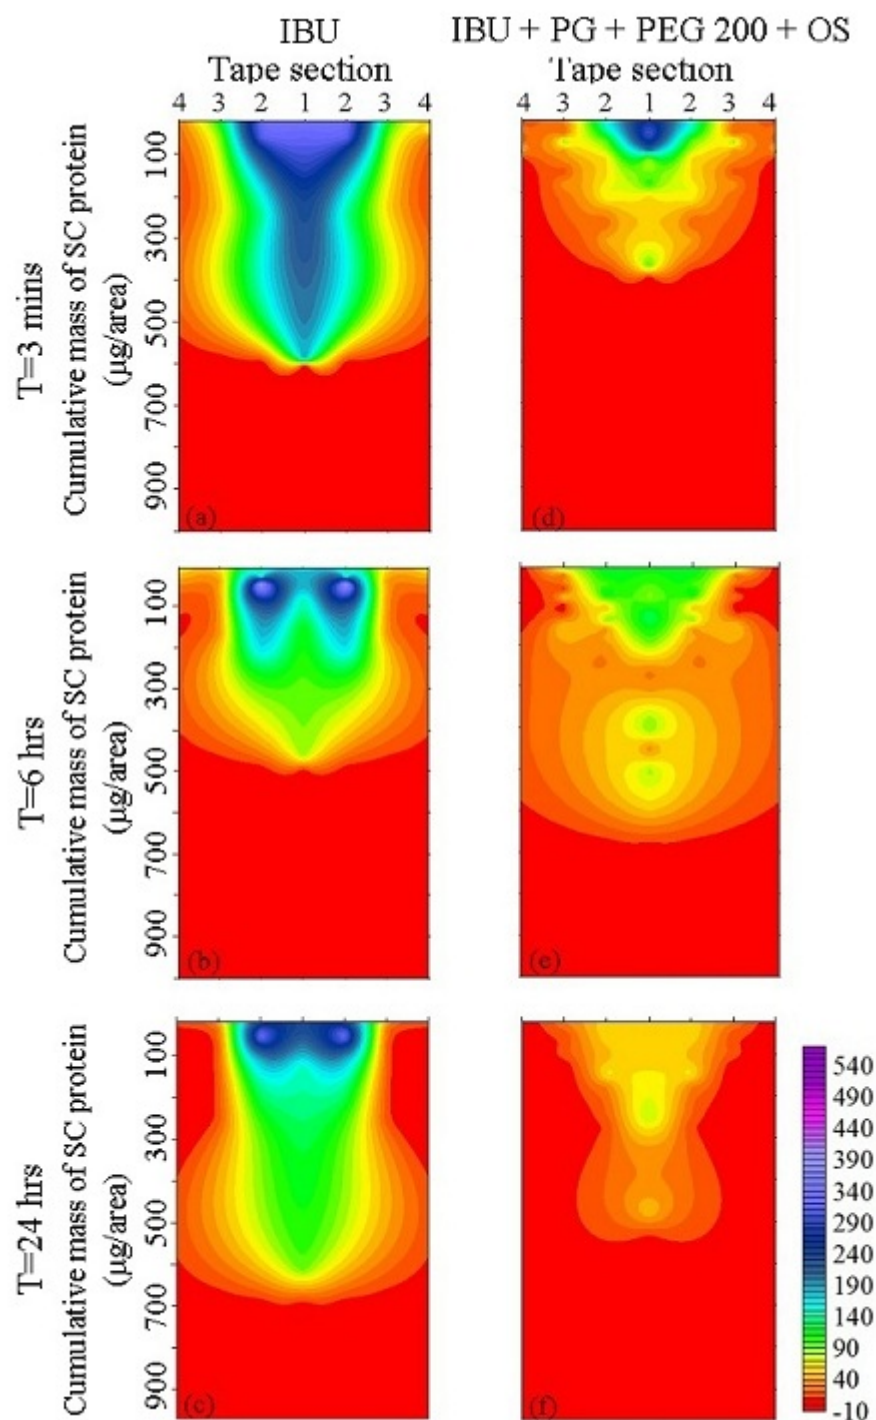 IBU
IBU + PG + PEG 200 + OS
Tape section
Tape section
4 3 2 1 2 3 4
4 3 2 1 2 3 4
T=3 mins
Cumulative mass of SC protein
(µg/area)
100
300
500
700
900
(a)
(d)
T=6 hrs
Cumulative mass of SC protein
(µg/area)
100
300
500
700
900
(b)
(e)
T=24 hrs
Cumulative mass of SC protein
(µg/area)
100
300
500
700
900
(c)
(f)
540
490
440
390
340
290
240
190
140
90
40
-10